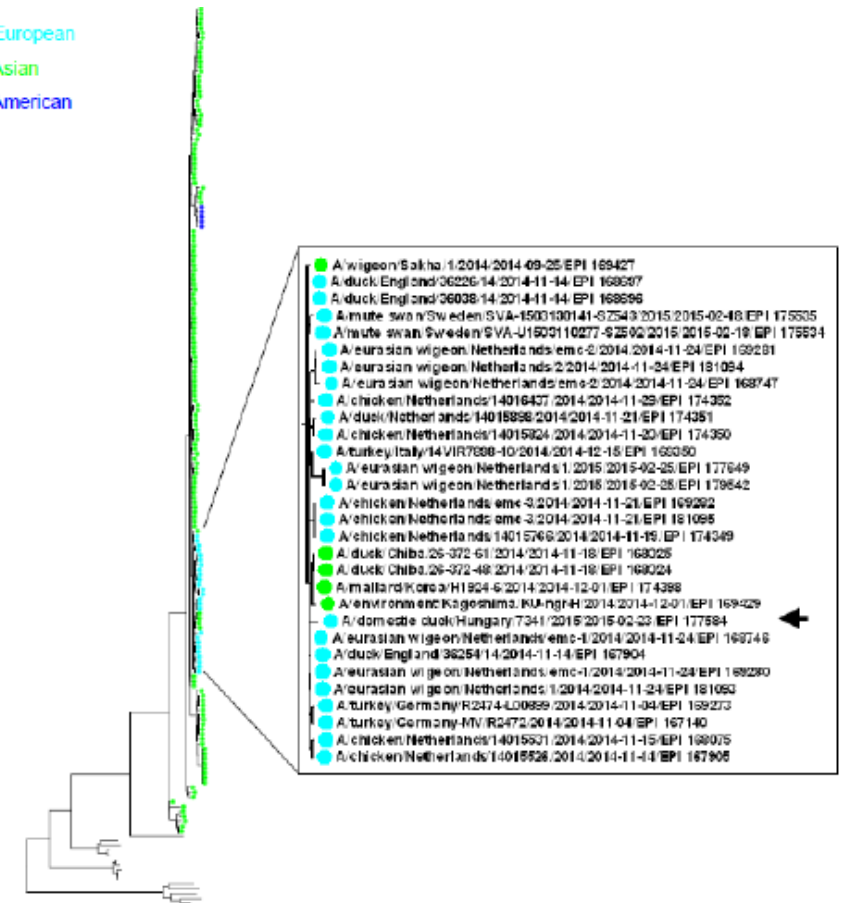 European
Asian
American
A/wigeon/Sakha/1/2014/2014-09-25/EPI 169427
A/duck/England/36226/14/2014-11-14/EPI 168697
A/duck/England/36038/14/2014-11-14/EPI 168696
A/mute swan/Sweden/SVA-1503130141-SZ543/2015/2015-02-18/EPI 175535
A/mute swan/Sweden/SVA-U1503110277-SZ502/2015/2015-02-18/EPI 175534
A/eurasian wigeon/Netherlands/emc-2/2014/2014-11-24/EPI 169281
A/eurasian wigeon/Netherlands/2/2014/2014-11-24/EPI 181094
A/eurasian wigeon/Netherlands/emc-2/2014/2014-11-24/EPI 168747
A/chicken/Netherlands/14016437/2014/2014-11-29/EPI 174352
A/duck/Netherlands/14015898/2014/2014-11-21/EPI 174351
A/chicken/Netherlands/14015824/2014/2014-11-20/EPI 174350
A/turkey/Italy/14VIR7898-10/2014/2014-12-15/EPI
A/eurasian wigeon/Netherlands/1/2015/2015-02-25/EPI 177649
A/eurasian wigeon/Netherlands/1/2015/2015-02-25/EPI 179542
A/chicken/Netherlands/emc-3/2014/2014-11-21/EPI 169282
A/chicken/Netherlands/emc-3/2014/2014-11-21/EPI 181095
A/chicken/Netherlands/14015766/2014/2014-11-19/EPI 174349
A/duck/Chiba/26-372-61/2014/2014-11-18/EPI
A/duck/Chiba/26-372-48/2014/2014-11-18/EPI
A/mallard/Korea/H1924-6/2014/2014-12-01/EPI 174398
A/environment/Kagoshima/KU-ngr-H/2014/2014-12-01/EPI 169429
A/domestic duck/Hungary/7341/2015/2015-02-23/EPI 177584
A/eurasian wigeon/Netherlands/emc-1/2014/2014-11-24/EPI 168746
A/duck/England/36254/14/2014-11-14/EPI 167904
A/eurasian wigeon/Netherlands/emc-1/2014/2014-11-24/EPI 169280
A/eurasian wigeon/Netherlands/1/2014/2014-11-24/EPI 181093
A/turkey/Germany/R2474-L00899/2014/2014-11-04/EPI 169273
A/turkey/Germany-MV/R2472/2014/2014-11-04/EPI 167140
A/chicken/Netherlands/14015531/2014/2014-11-15/EPI 168075
A/chicken/Netherlands/14015526/2014/2014-11-14/EPI 167905